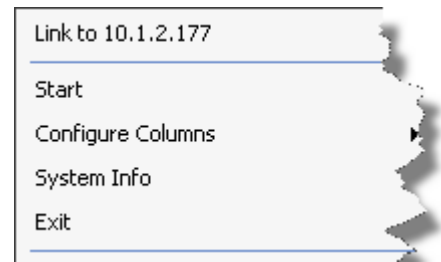 Link to 10.1.2.177
Start
Configure Columns
System Info
Exit